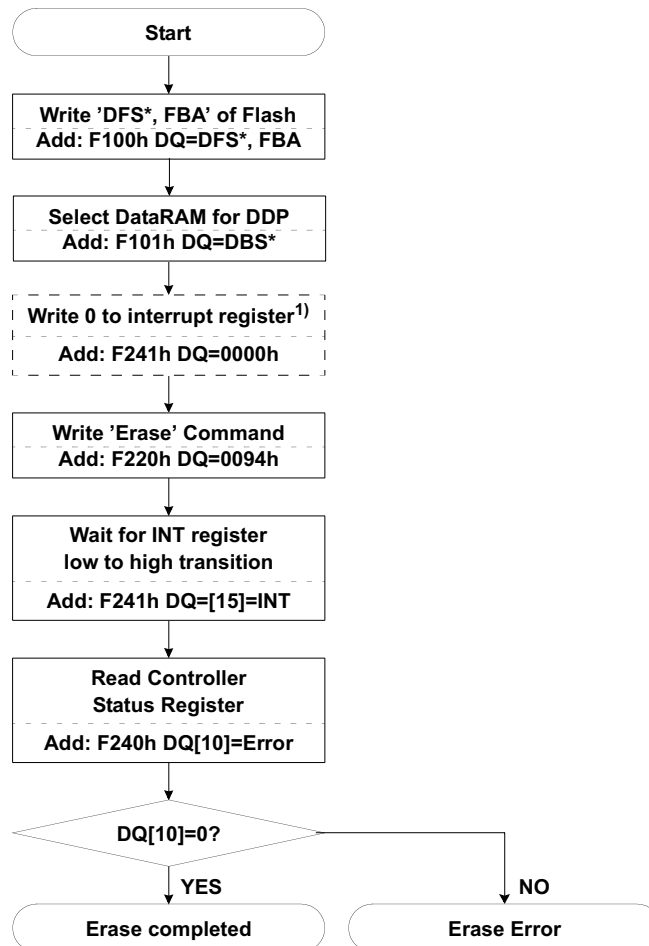 Start
Write ’DFS*, FBA’ of Flash
Add: F100h DQ=DFS*, FBA
Select DataRAM for DDP
Add: F101h DQ=DBS*
Write 0 to interrupt register1)
Add: F241h DQ=0000h
Write ’Erase’ Command
Add: F220h DQ=0094h
Wait for INT register
low to high transition
Add: F241h DQ=[15]=INT
Read Controller
Status Register
Add: F240h DQ[10]=Error
DQ[10]=0?
YES
NO
Erase completed
Erase Error